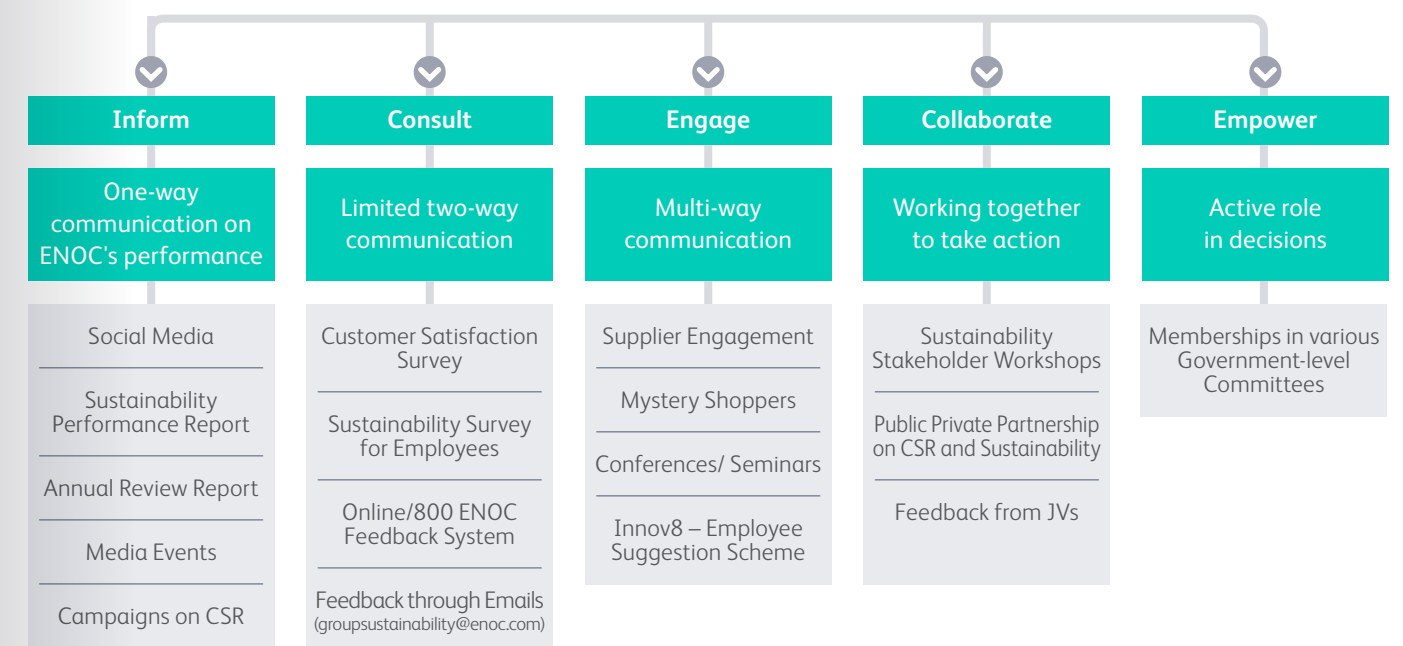 Inform
One-way
communication on
ENOC's performance
Social Media
Sustainability
Performance Report
Annual Review Report
Media Events
Campaigns on CSR
Consult
Limited two-way
communication
Customer Satisfaction
Survey
Sustainability Survey
for Employees
Online/800 ENOC
Feedback System
Feedback through Emails
(groupsustainability@enoc.com)
Engage
Multi-way
communication
Supplier Engagement
Mystery Shoppers
Conferences/ Seminars
Innov8 – Employee
Suggestion Scheme
Collaborate
Working together
to take action
Sustainability
Stakeholder Workshops
Public Private Partnership
on CSR and Sustainability
Feedback from JVs
Empower
Active role
in decisions
Memberships in various
Government-level
Committees